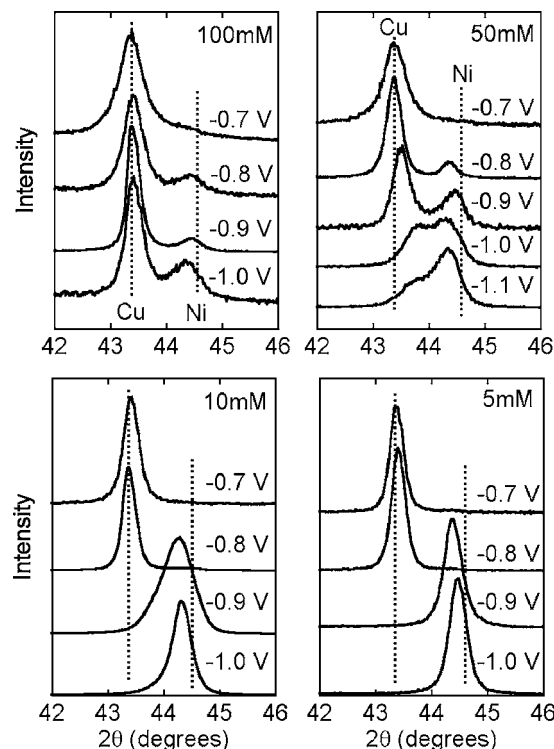 100mM
-0.7 V
-0.8 V
-0.9 V
-1.0 V
Cu
Ni
Intensity
42 43 44 45 46
50mM
Cu
Ni
-0.7 V
-0.8 V
-0.9 V
-1.0 V
-1.1 V
42 43 44 45 46
10mM
-0.7 V
-0.8 V
-0.9 V
-1.0 V
Intensity
42 43 44 45 46
2θ (degrees)
5mM
-0.7 V
-0.8 V
-0.9 V
-1.0 V
42 43 44 45 46
2θ (degrees)